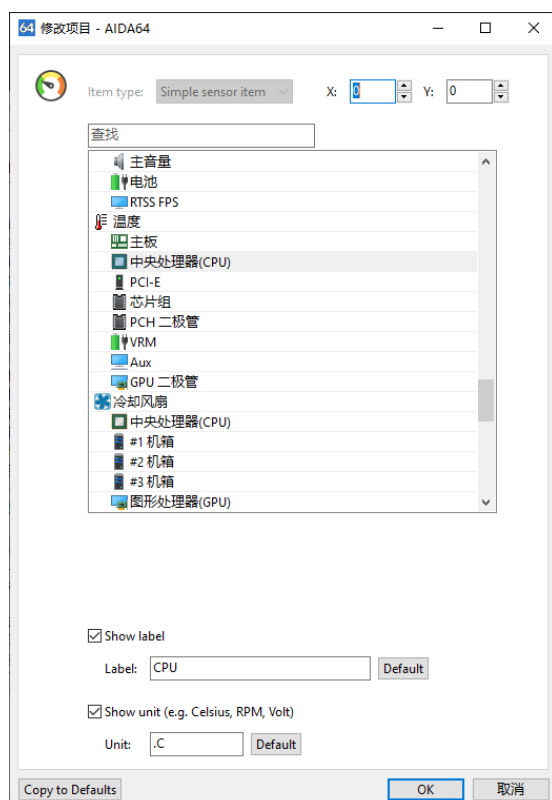 64 修改项目 - AIDA64
Item type: Simple sensor item X: 0 Y: 0
查找
主音量
电池
RTSS FPS
温度
主板
中央处理器(CPU)
PCI-E
芯片组
PCH 二极管
VRM
Aux
GPU 二极管
冷却风扇
中央处理器(CPU)
#1 机箱
#2 机箱
#3 机箱
图形处理器(GPU)
Show label
Label: CPU Default
Show unit (e.g. Celsius, RPM, Volt)
Unit: .C Default
Copy to Defaults OK 取消